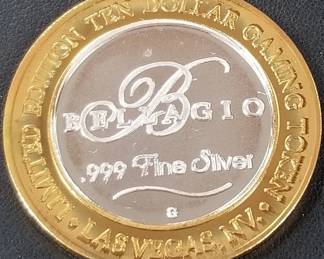 LIMITED EDITION TEN DOLLAR GAMING TOKEN
B
BELLAGIO
.999 Fine Silver
G
• LAS VEGAS, NV. •